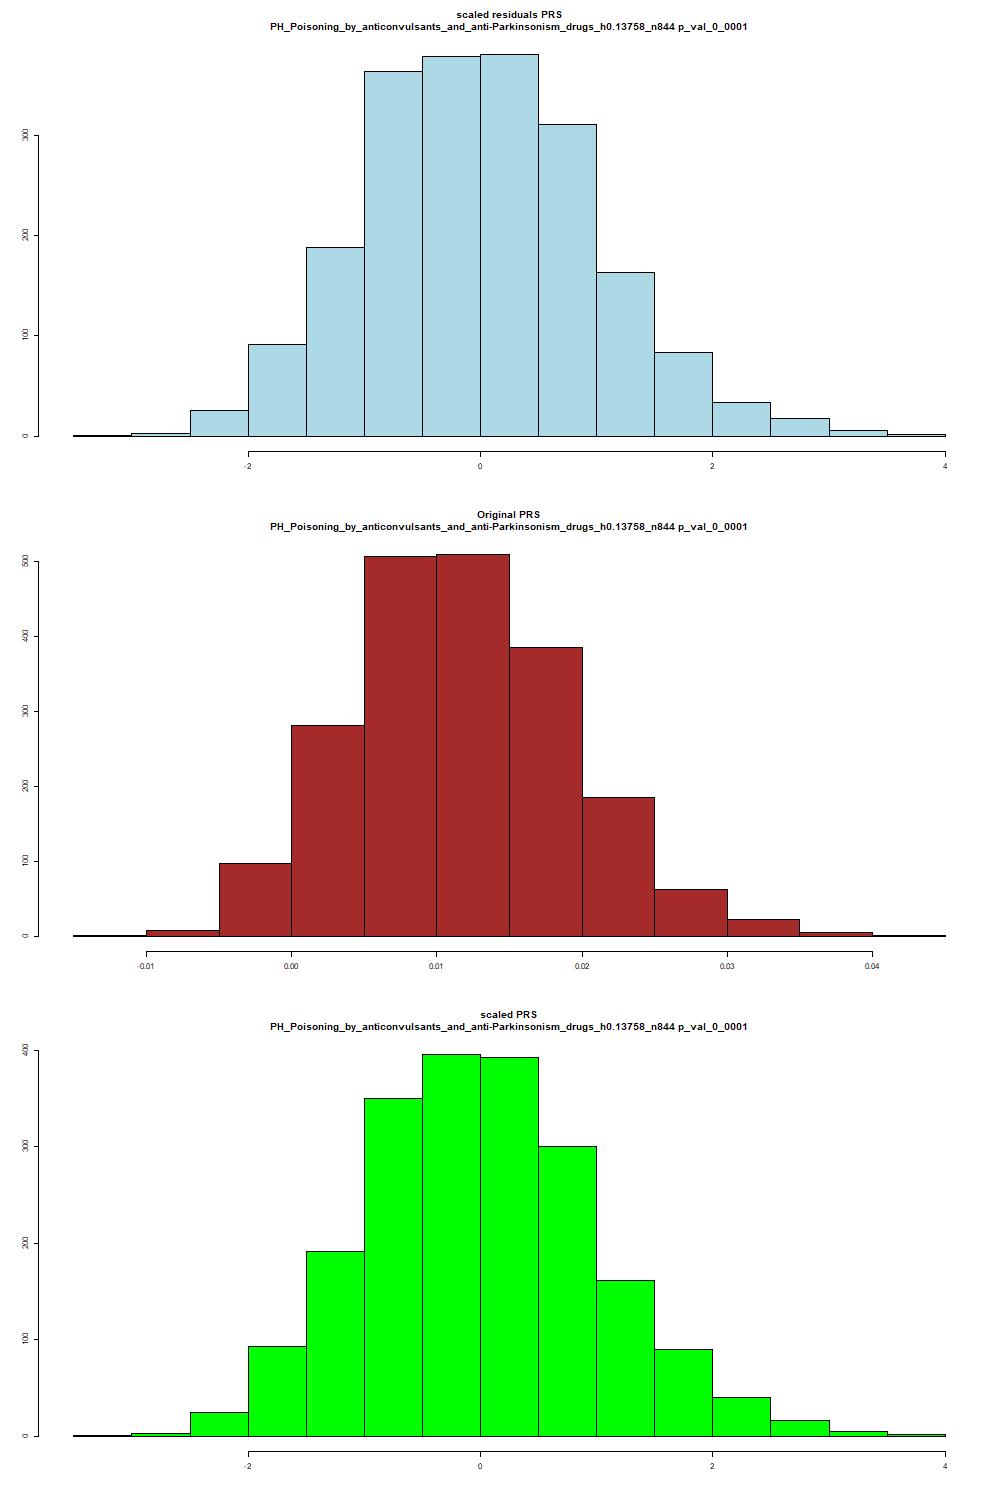 scaled residuals PRS
PH_Poisoning_by_anticonvulsants_and_anti-Parkinsonism_drugs_h0.13758_n844 p_val_0_0001
300
200
100
0
-2 0 2 4
Original PRS
PH_Poisoning_by_anticonvulsants_and_anti-Parkinsonism_drugs_h0.13758_n844 p_val_0_0001
500
400
300
200
100
0
-0.01 0.00 0.01 0.02 0.03 0.04
scaled PRS
PH_Poisoning_by_anticonvulsants_and_anti-Parkinsonism_drugs_h0.13758_n844 p_val_0_0001
400
300
200
100
0
-2 0 2 4